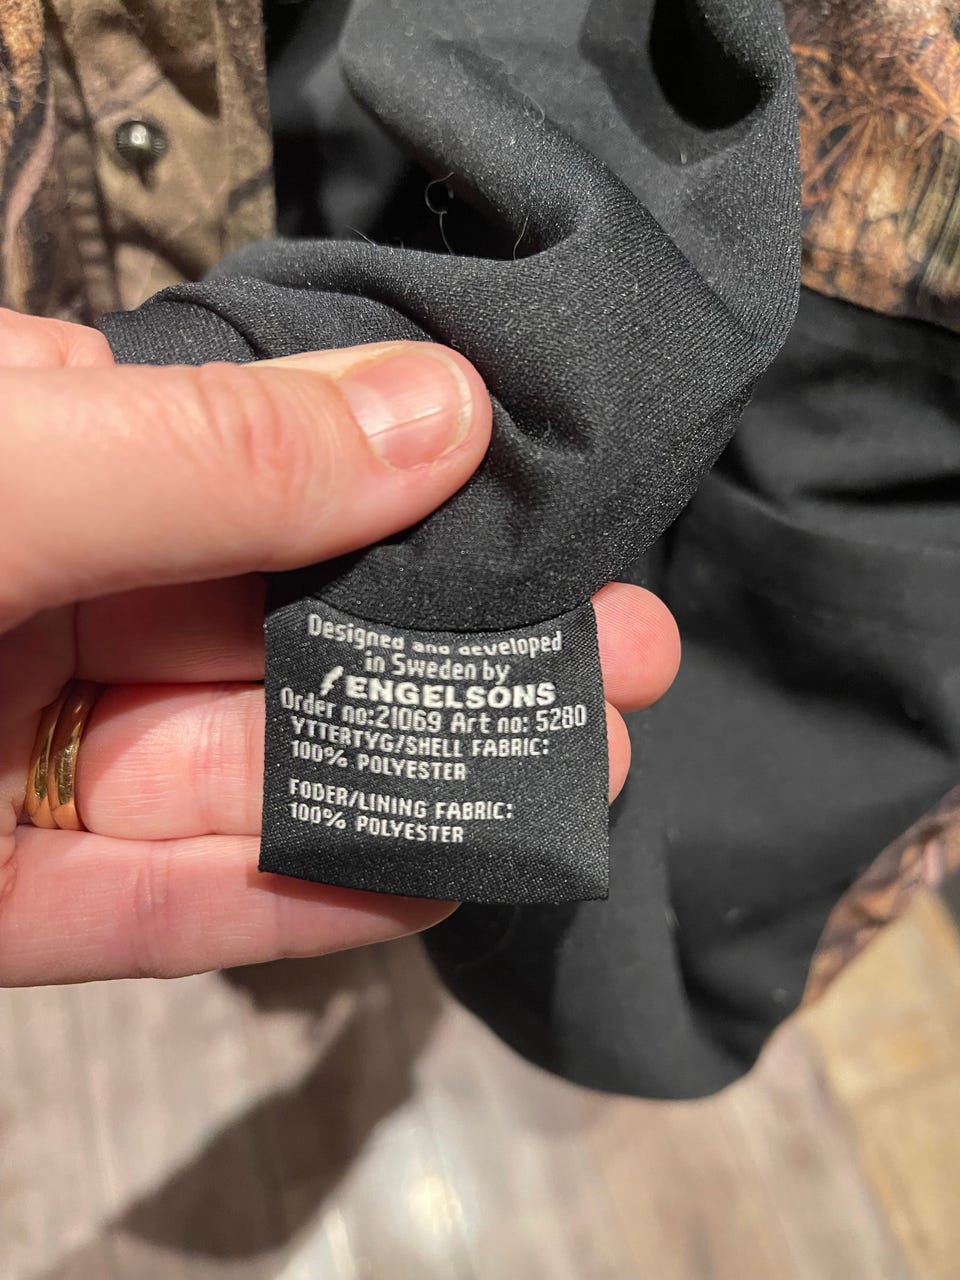 Designed and developed
in Sweden by
ENGELSONS
Order no:21069 Art no: 5280
YTTERTYG/SHELL FABRIC:
100% POLYESTER
FODER/LINING FABRIC:
100% POLYESTER